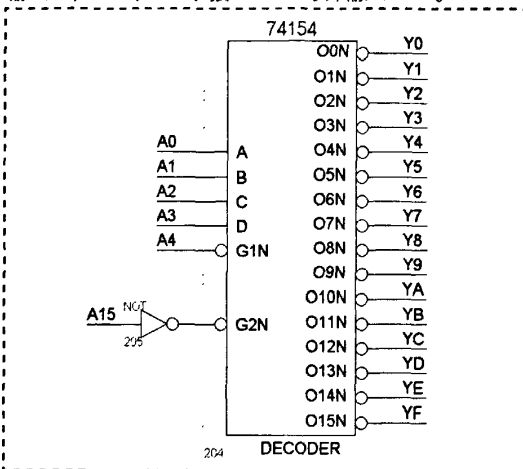 74154
O0N Y0
O1N Y1
O2N Y2
O3N Y3
A0 A O4N Y4
A1 B O5N Y5
A2 C O6N Y6
A3 D O7N Y7
A4 G1N O8N Y8
O9N Y9
O10N YA
A15 NOT G2N O11N YB
205 O12N YC
O13N YD
O14N YE
O15N YF
204 DECODER